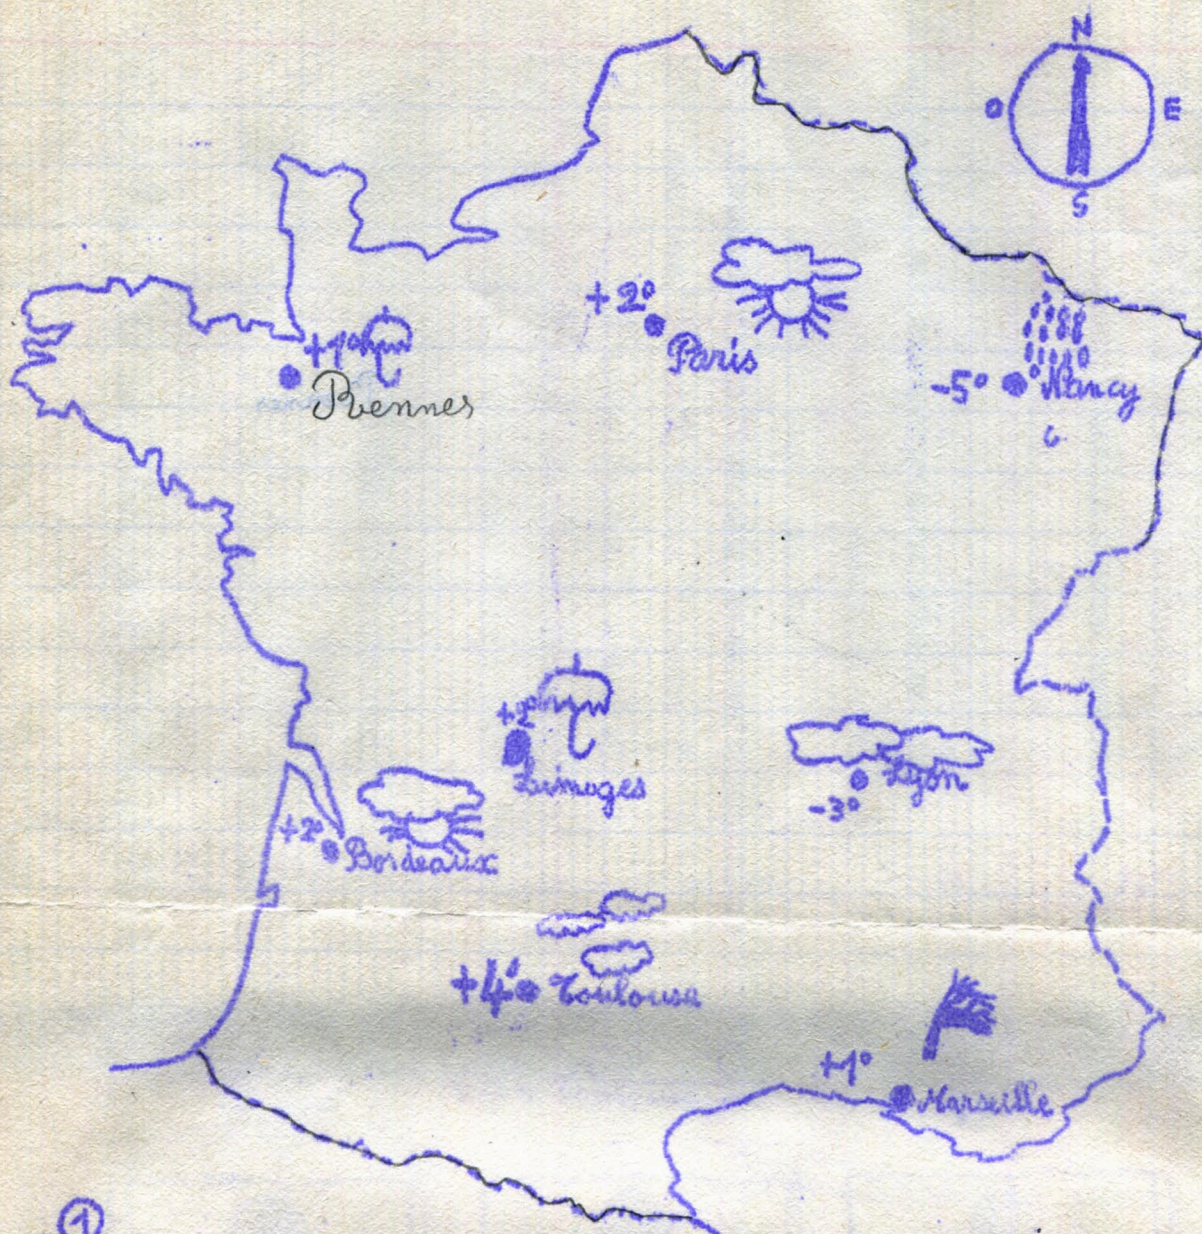 N
O E
S
+2°
Paris
+1°
Rennes
-5° Nancy
+2°
Limoges
Lyon
-3°
+2°
Bordeaux
+4° Toulouse
+1°
Marseille
1